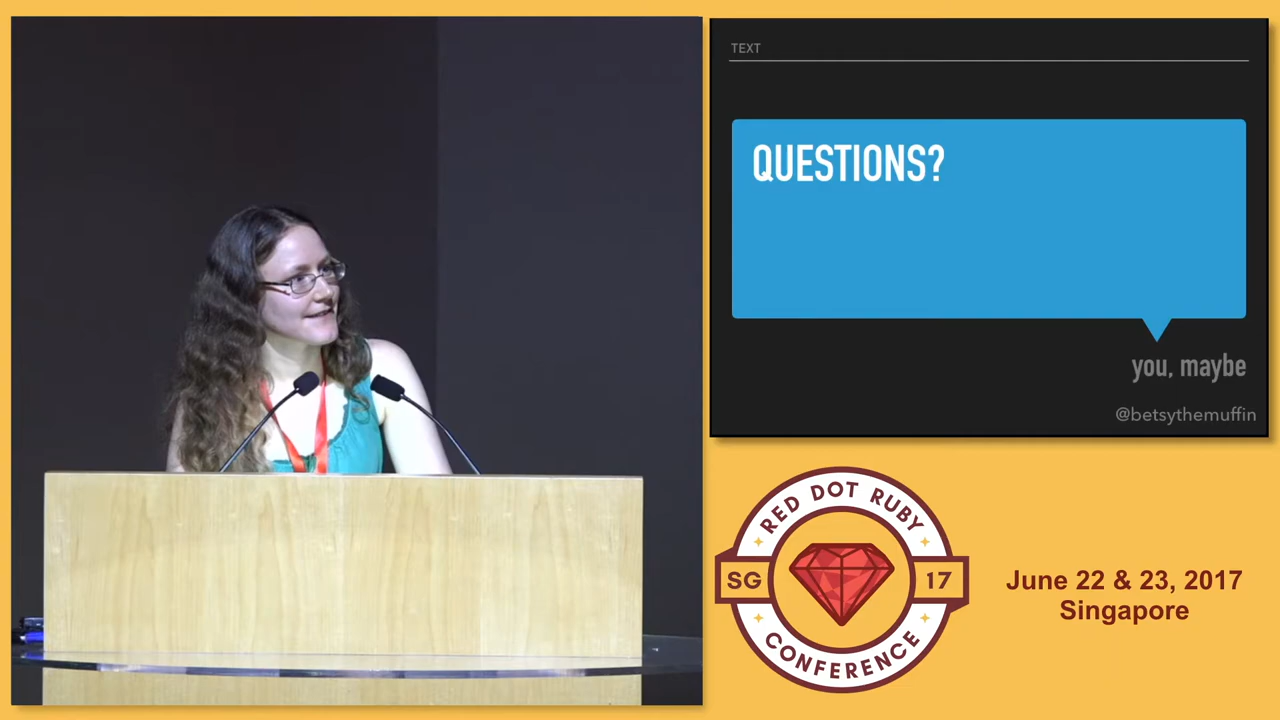 TEXT
QUESTIONS?
you, maybe
@betsythemuffin
RED DOT RUBY
SG
17
CONFERENCE
June 22 & 23, 2017
Singapore